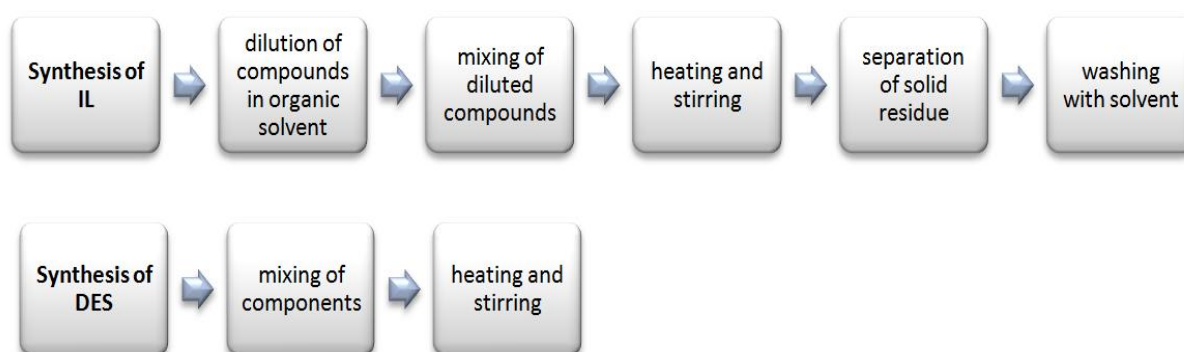 Synthesis of
IL
dilution of
compounds
in organic
solvent
mixing of
diluted
compounds
heating and
stirring
separation
of solid
residue
washing
with solvent
Synthesis of
DES
mixing of
components
heating and
stirring